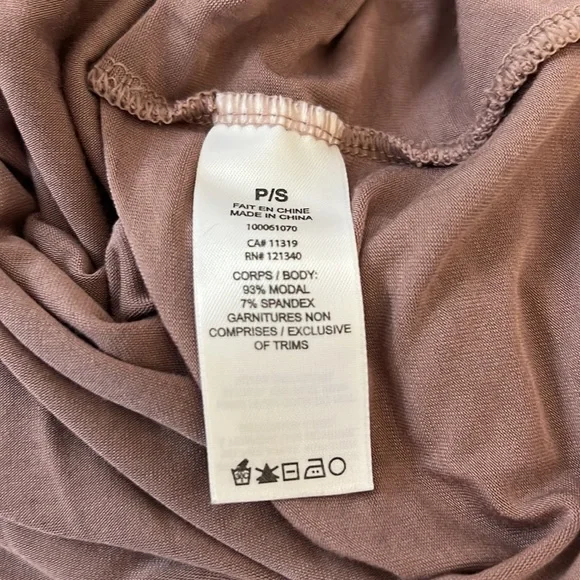 P/S
FAIT EN CHINE
MADE IN CHINA
100061070
CA# 11319
RN# 121340
CORPS / BODY:
93% MODAL
7% SPANDEX
GARNITURES NON
COMPRISES / EXCLUSIVE
OF TRIMS